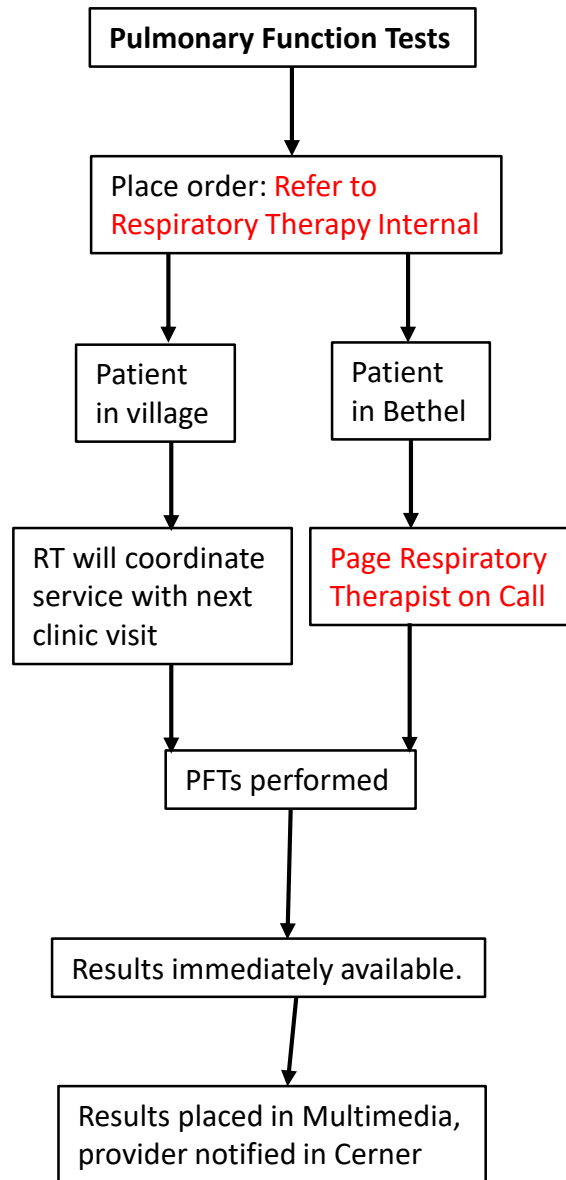 Pulmonary Function Tests
Place order: Refer to
Respiratory Therapy Internal
Patient
in village
Patient
in Bethel
RT will coordinate
service with next
clinic visit
Page Respiratory
Therapist on Call
PFTs performed
Results immediately available.
Results placed in Multimedia,
provider notified in Cerner